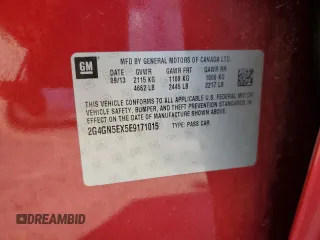 GM
MFD BY GENERAL MOTORS OF CANADA LTD.
DATE GVWR GAWR FRT GAWR RR
09/13 2115 KG 1109 KG 1006 KG
4662 LB 2445 LB 2217 LB
THIS VEHICLE CONFORMS TO ALL APPLICABLE U.S. FEDERAL MOTOR
VEHICLE SAFETY, BUMPER, AND THEFT PREVENTION STANDARDS IN
EFFECT ON THE DATE OF MANUFACTURE SHOWN ABOVE.
2G4GN5EX5E9171015 TYPE: PASS CAR
DREAMBID